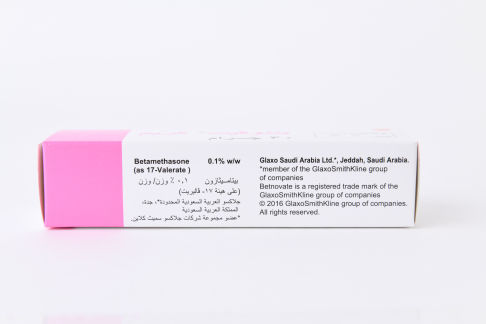 Betamethasone 0.1% w/w
(as 17-Valerate )
بيتاميثازون ٠,١ ٪ وزن/ وزن
(على هيئة ١٧- فاليريت)
جلاكسو العربية السعودية المحدودة*، جدة،
المملكة العربية السعودية
*عضو مجموعة شركات جلاكسو سميث كلاين.
Glaxo Saudi Arabia Ltd.*, Jeddah, Saudi Arabia.
*member of the GlaxoSmithKline group
of companies
Betnovate is a registered trade mark of the
GlaxoSmithKline group of companies
© 2016 GlaxoSmithKline group of companies.
All rights reserved.